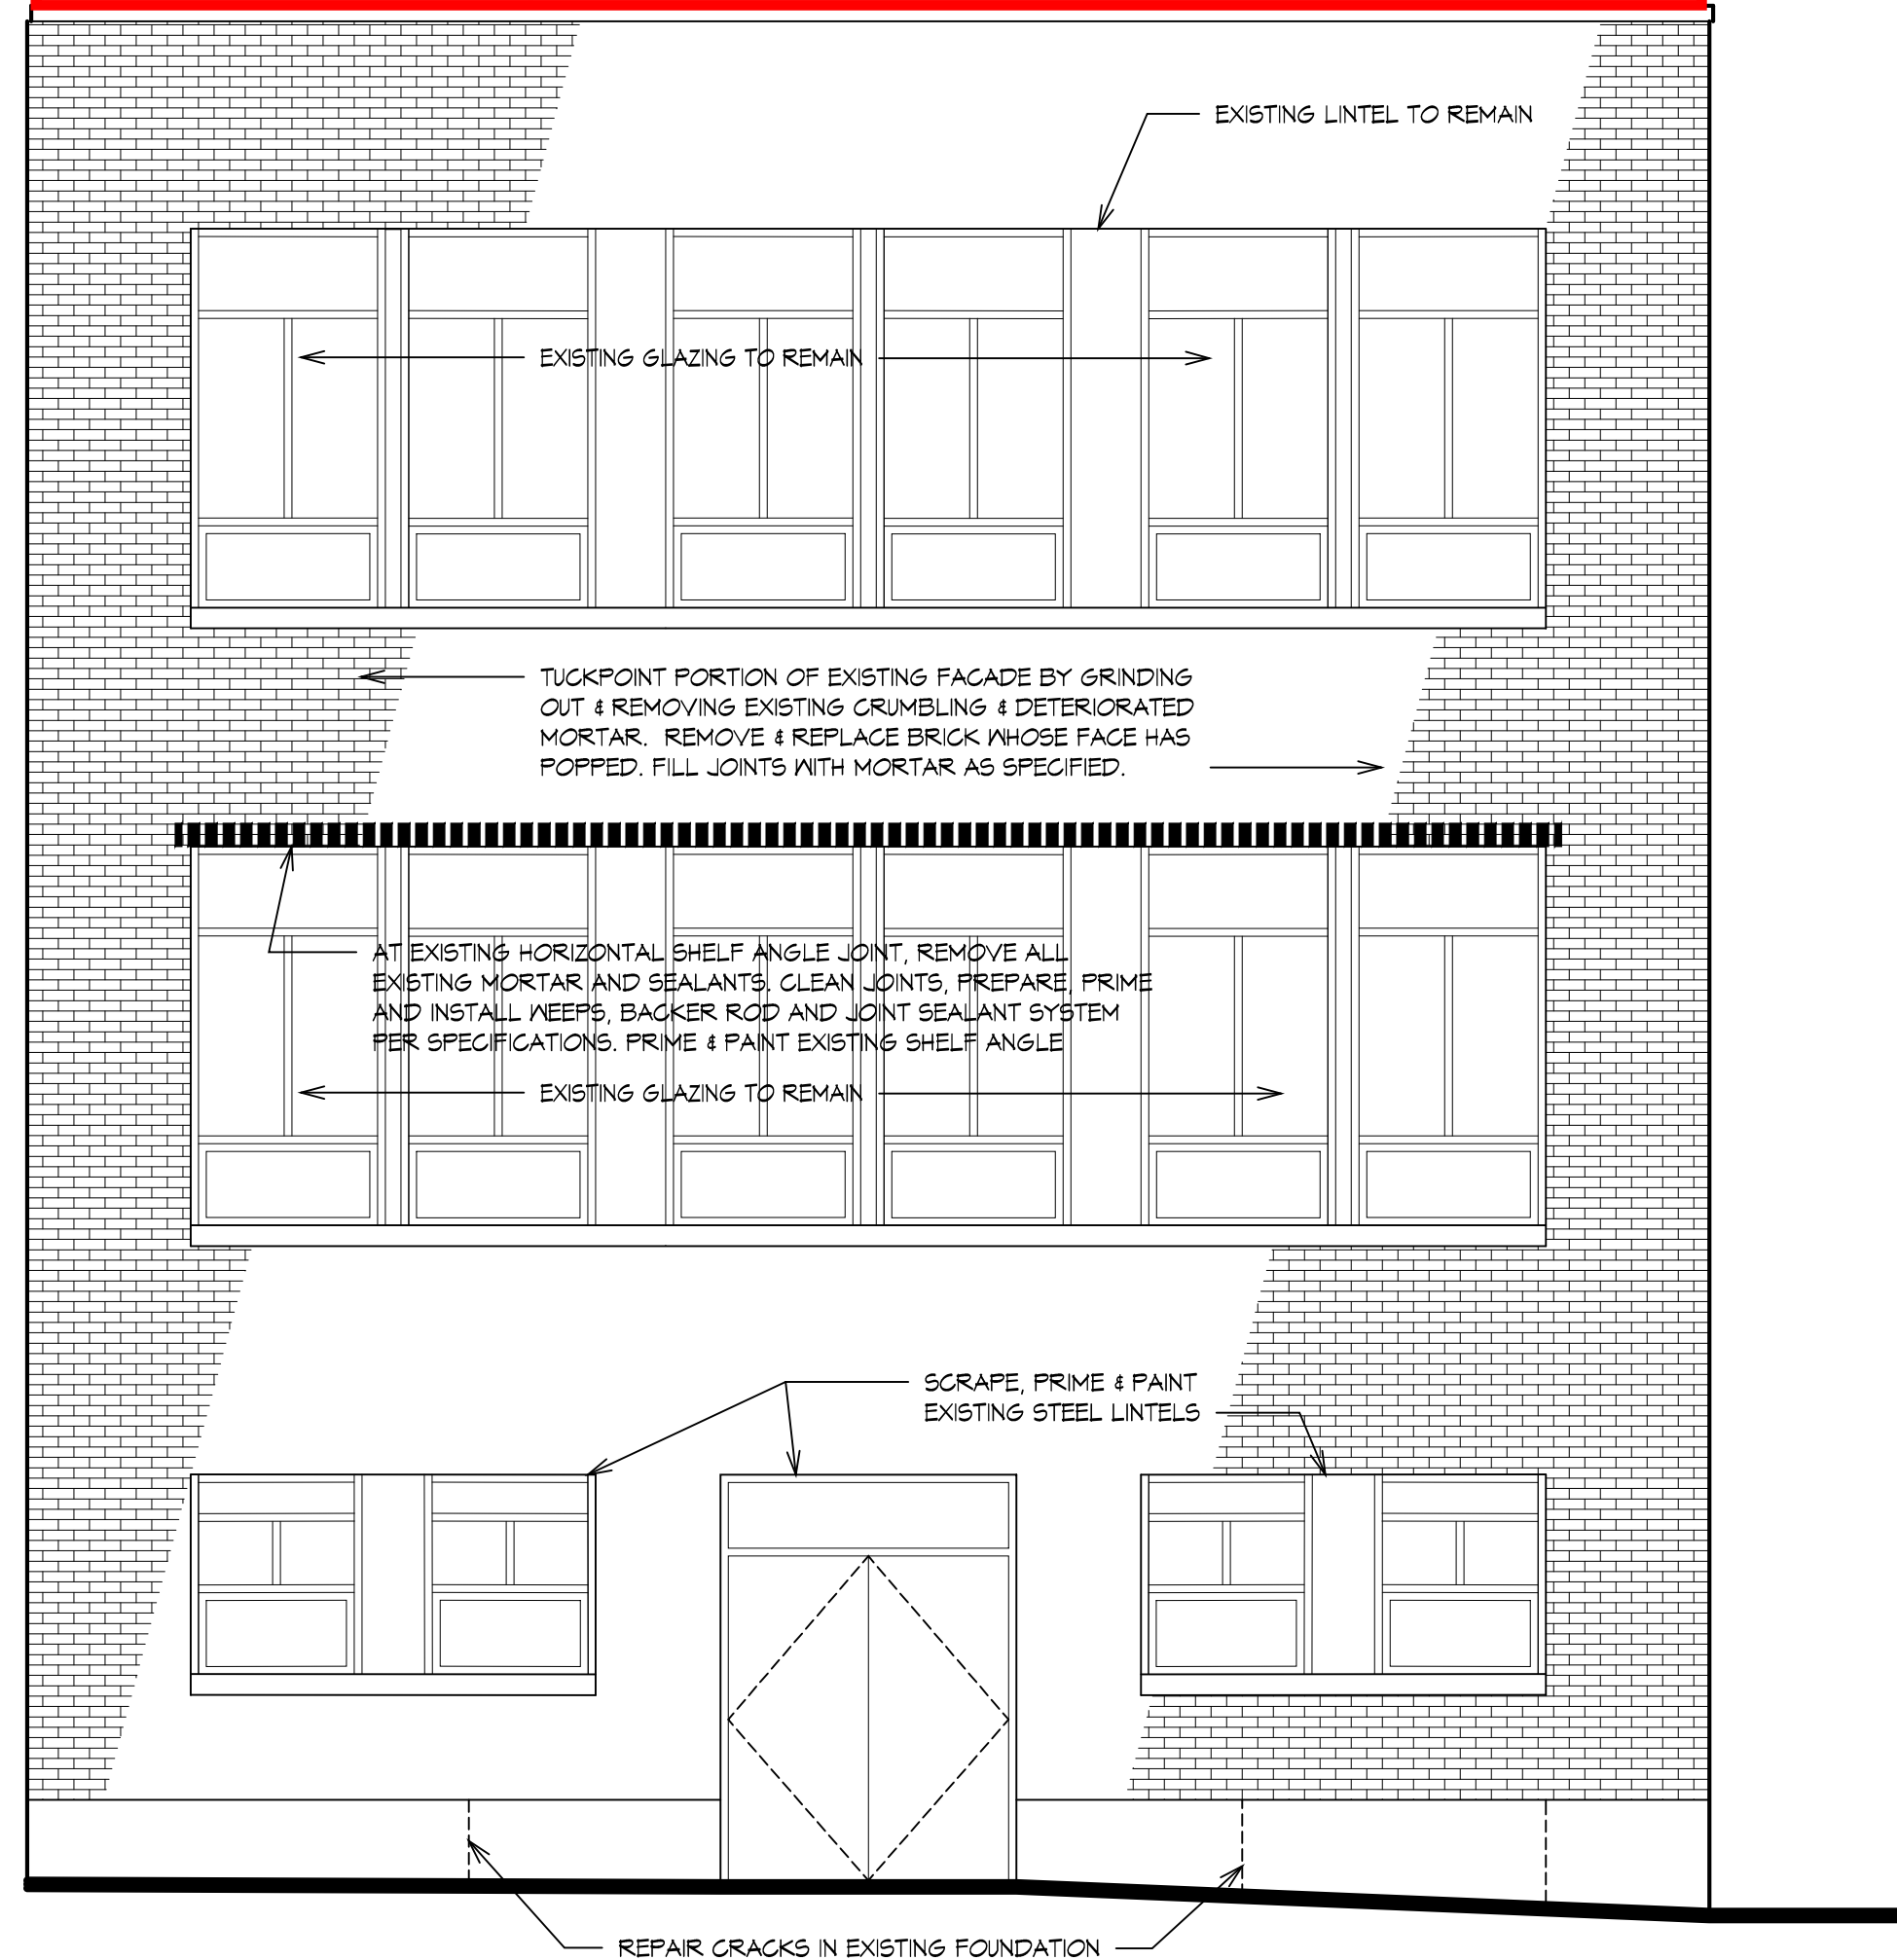 EXISTING LINTEL TO REMAIN
EXISTING GLAZING TO REMAIN
TUCKPOINT PORTION OF EXISTING FACADE BY GRINDING
OUT & REMOVING EXISTING CRUMBLING & DETERIORATED
MORTAR. REMOVE & REPLACE BRICK WHOSE FACE HAS
POPPED. FILL JOINTS WITH MORTAR AS SPECIFIED.
AT EXISTING HORIZONTAL SHELF ANGLE JOINT, REMOVE ALL
EXISTING MORTAR AND SEALANTS. CLEAN JOINTS, PREPARE, PRIME
AND INSTALL WEEPS, BACKER ROD AND JOINT SEALANT SYSTEM
PER SPECIFICATIONS. PRIME & PAINT EXISTING SHELF ANGLE
EXISTING GLAZING TO REMAIN
SCRAPE, PRIME & PAINT
EXISTING STEEL LINTELS
REPAIR CRACKS IN EXISTING FOUNDATION